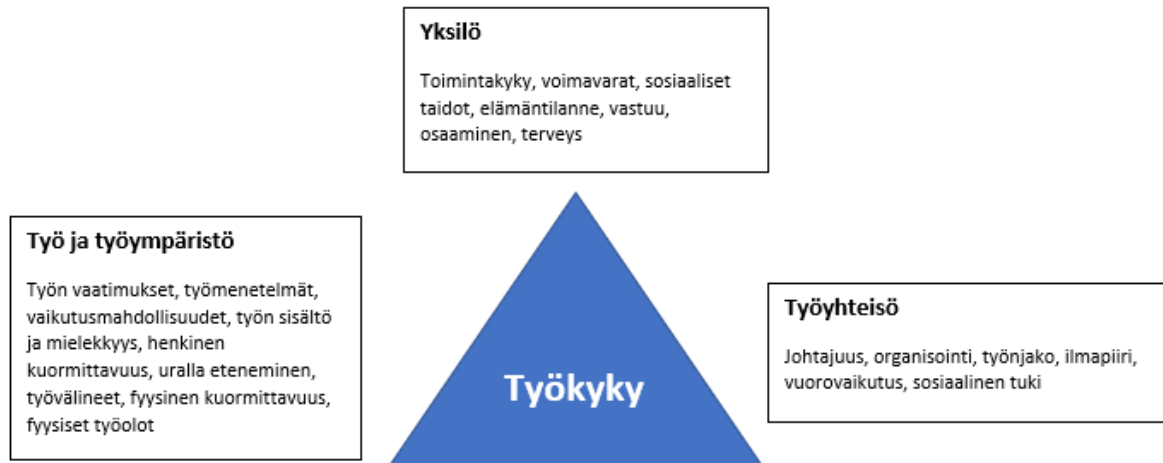 Yksilö
Toimintakyky, voimavarat, sosiaaliset
taidot, elämäntilanne, vastuu,
osaaminen, terveys
Työ ja työympäristö
Työn vaatimukset, työmenetelmät,
vaikutusmahdollisuudet, työn sisältö
ja mielekkyys, henkinen
kuormittavuus, uralla eteneminen,
työvälineet, fyysinen kuormittavuus,
fyysiset työolot
Työkyky
Työyhteisö
Johtajuus, organisointi, työnjako, ilmapiiri,
vuorovaikutus, sosiaalinen tuki